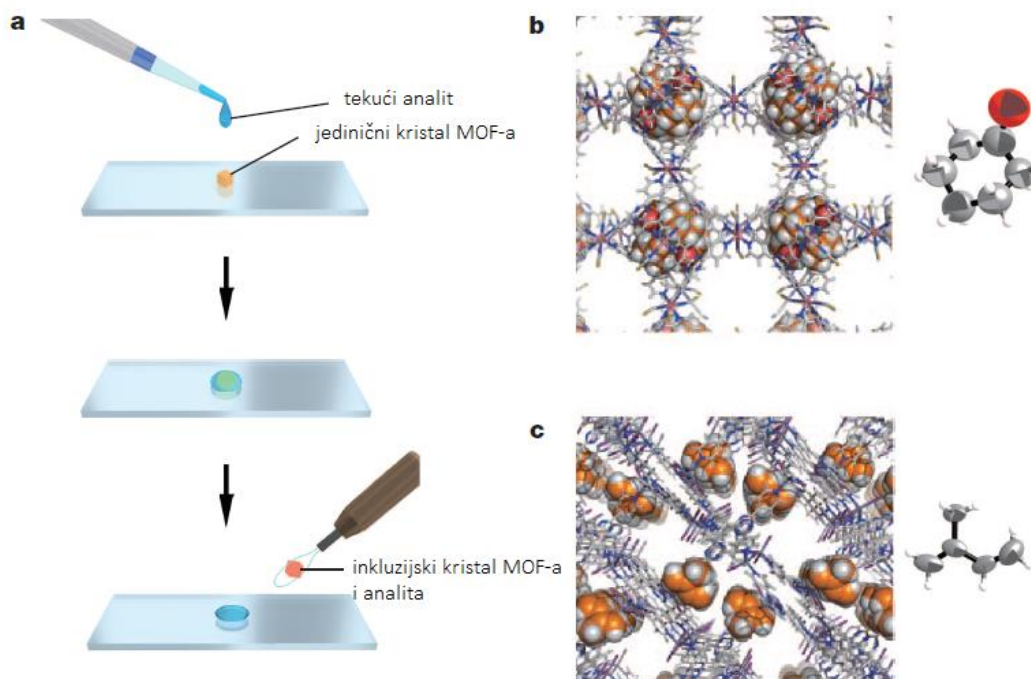 a
tekući analit
jedinični kristal MOF-a
inkluzijski kristal MOF-a
i analita
b
c